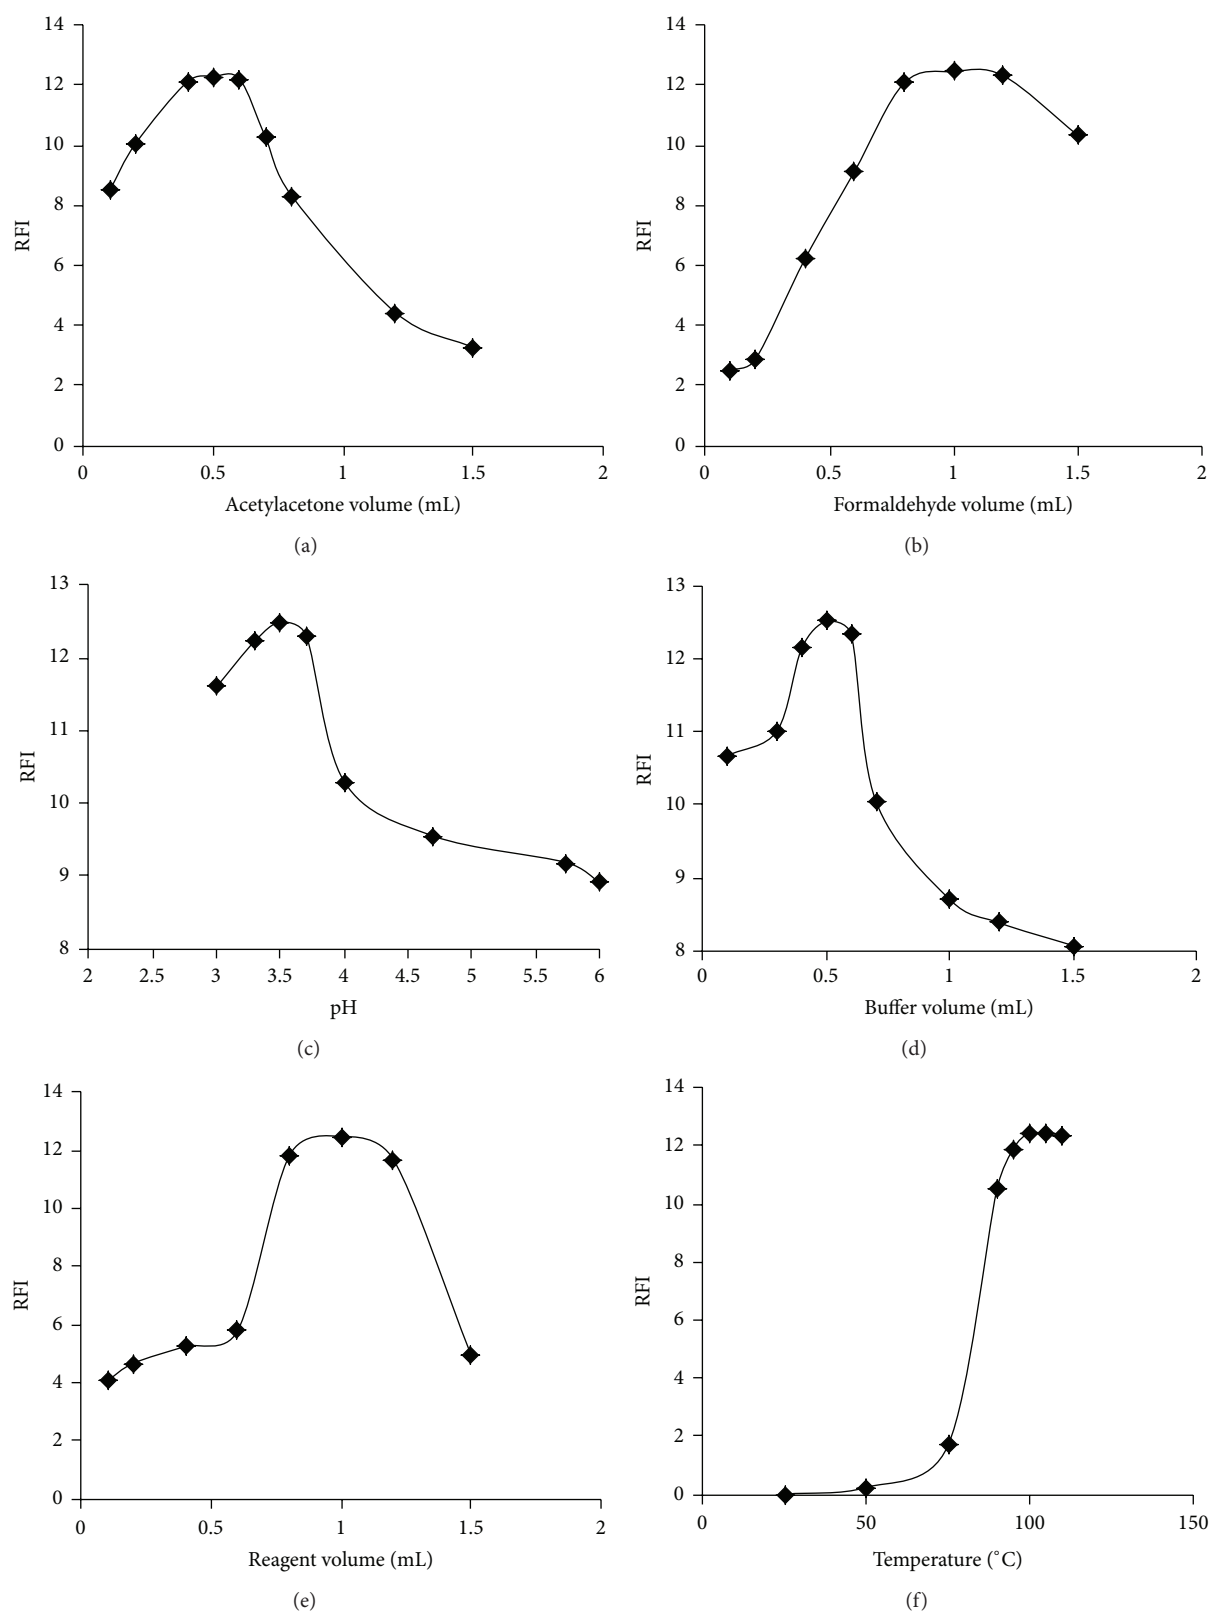 14
12
10
8
6
4
2
0
RFI
0 0.5 1 1.5 2
Acetylacetone volume (mL)
(a)
14
12
10
8
6
4
2
0
RFI
0 0.5 1 1.5 2
Formaldehyde volume (mL)
(b)
13
12
11
10
9
8
RFI
2 2.5 3 3.5 4 4.5 5 5.5 6
pH
(c)
13
12
11
10
9
8
RFI
0 0.5 1 1.5 2
Buffer volume (mL)
(d)
14
12
10
8
6
4
2
0
RFI
0 0.5 1 1.5 2
Reagent volume (mL)
(e)
14
12
10
8
6
4
2
0
RFI
0 50 100 150
Temperature (°C)
(f)